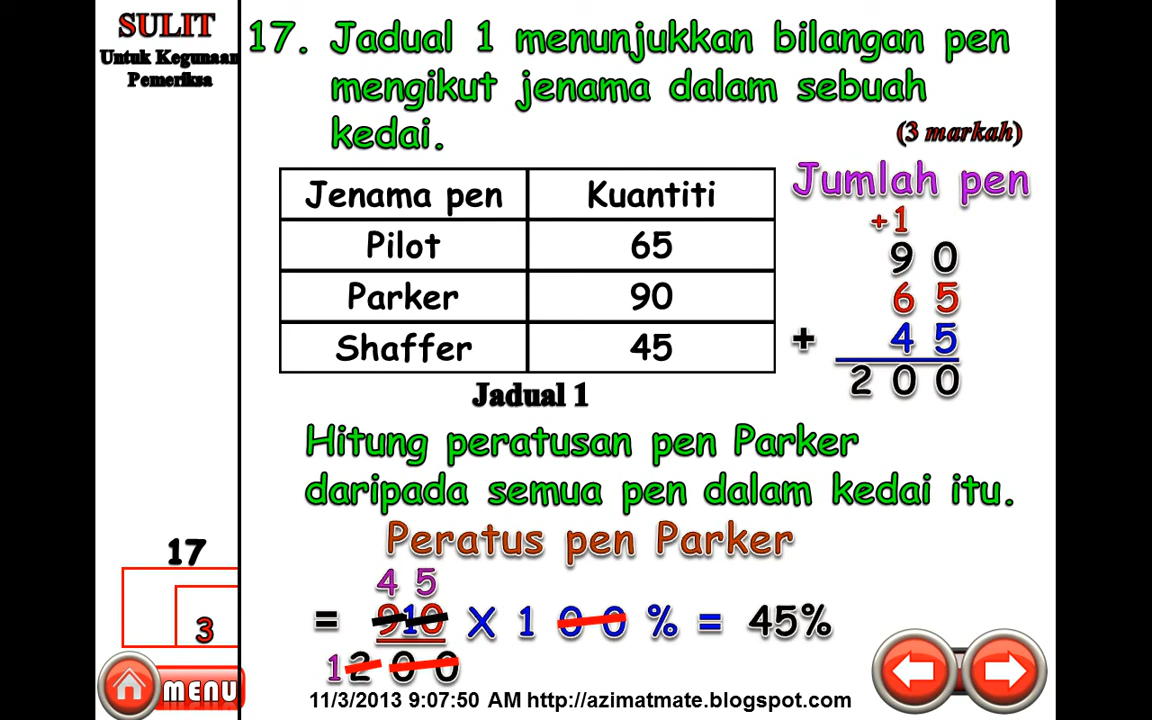 SULIT
Untuk Kegunaan
Pemeriksa
17. Jadual 1 menunjukkan bilangan pen
mengikut jenama dalam sebuah
kedai.
(3 markah)
Jenama pen Kuantiti
Pilot 65
Parker 90
Shaffer 45
Jadual 1
Jumlah pen
+1
9 0
6 5
+ 4 5
2 0 0
Hitung peratusan pen Parker
daripada semua pen dalam kedai itu.
Peratus pen Parker
4 5
= 910 X 1 0 0 % = 45%
1 2 0 0
17
3
MENU
11/3/2013 9:07:50 AM http://azimatmate.blogspot.com